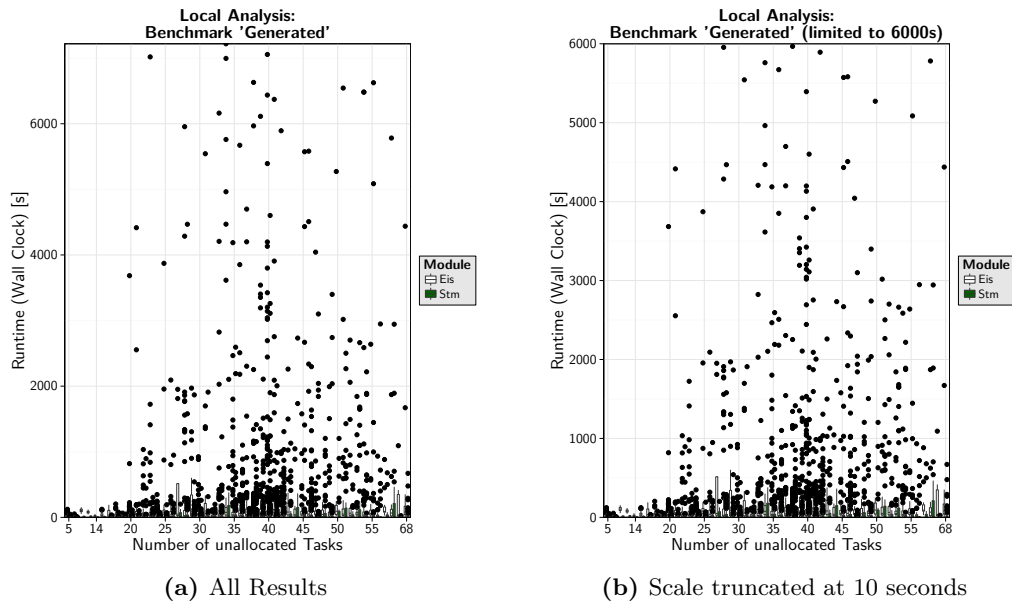 Local Analysis:
Benchmark 'Generated'
Runtime (Wall Clock) [s]
6000
4000
2000
0
5 14 20 25 30 35 40 45 50 55 68
Number of unallocated Tasks
Module
Eis
Stm
(a) All Results
Local Analysis:
Benchmark 'Generated' (limited to 6000s)
Runtime (Wall Clock) [s]
6000
5000
4000
3000
2000
1000
0
5 14 20 25 30 35 40 45 50 55 68
Number of unallocated Tasks
Module
Eis
Stm
(b) Scale truncated at 10 seconds